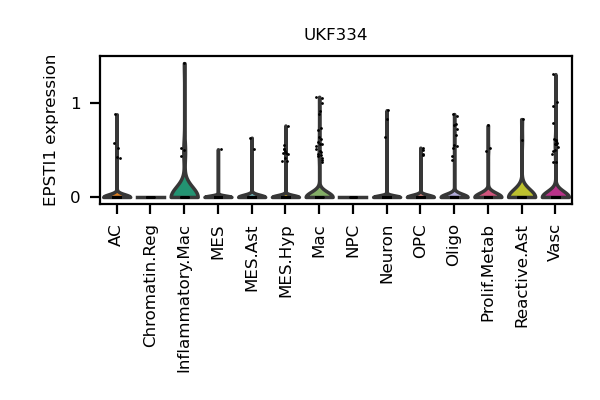 UKF334
EPSTI1 expression
1
0
AC
Chromatin.Reg
Inflammatory.Mac
MES
MES.Ast
MES.Hyp
Mac
NPC
Neuron
OPC
Oligo
Prolif.Metab
Reactive.Ast
Vasc